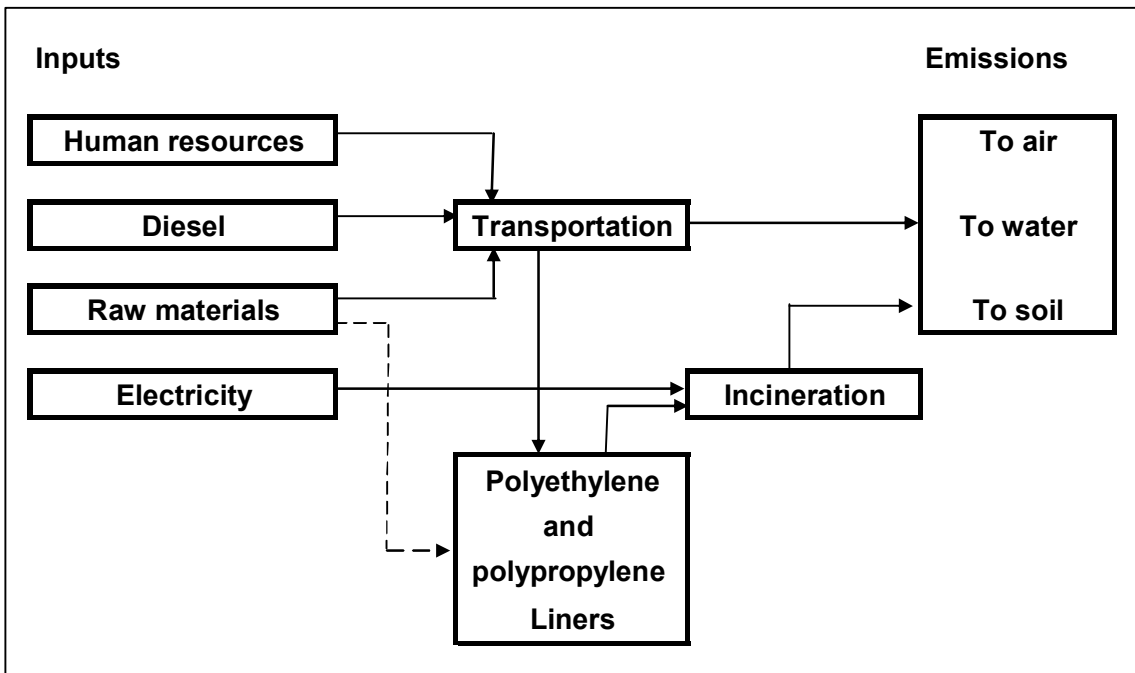 Inputs
Emissions
Human resources
Diesel
Raw materials
Electricity
Transportation
Incineration
Polyethylene
and
polypropylene
Liners
To air
To water
To soil